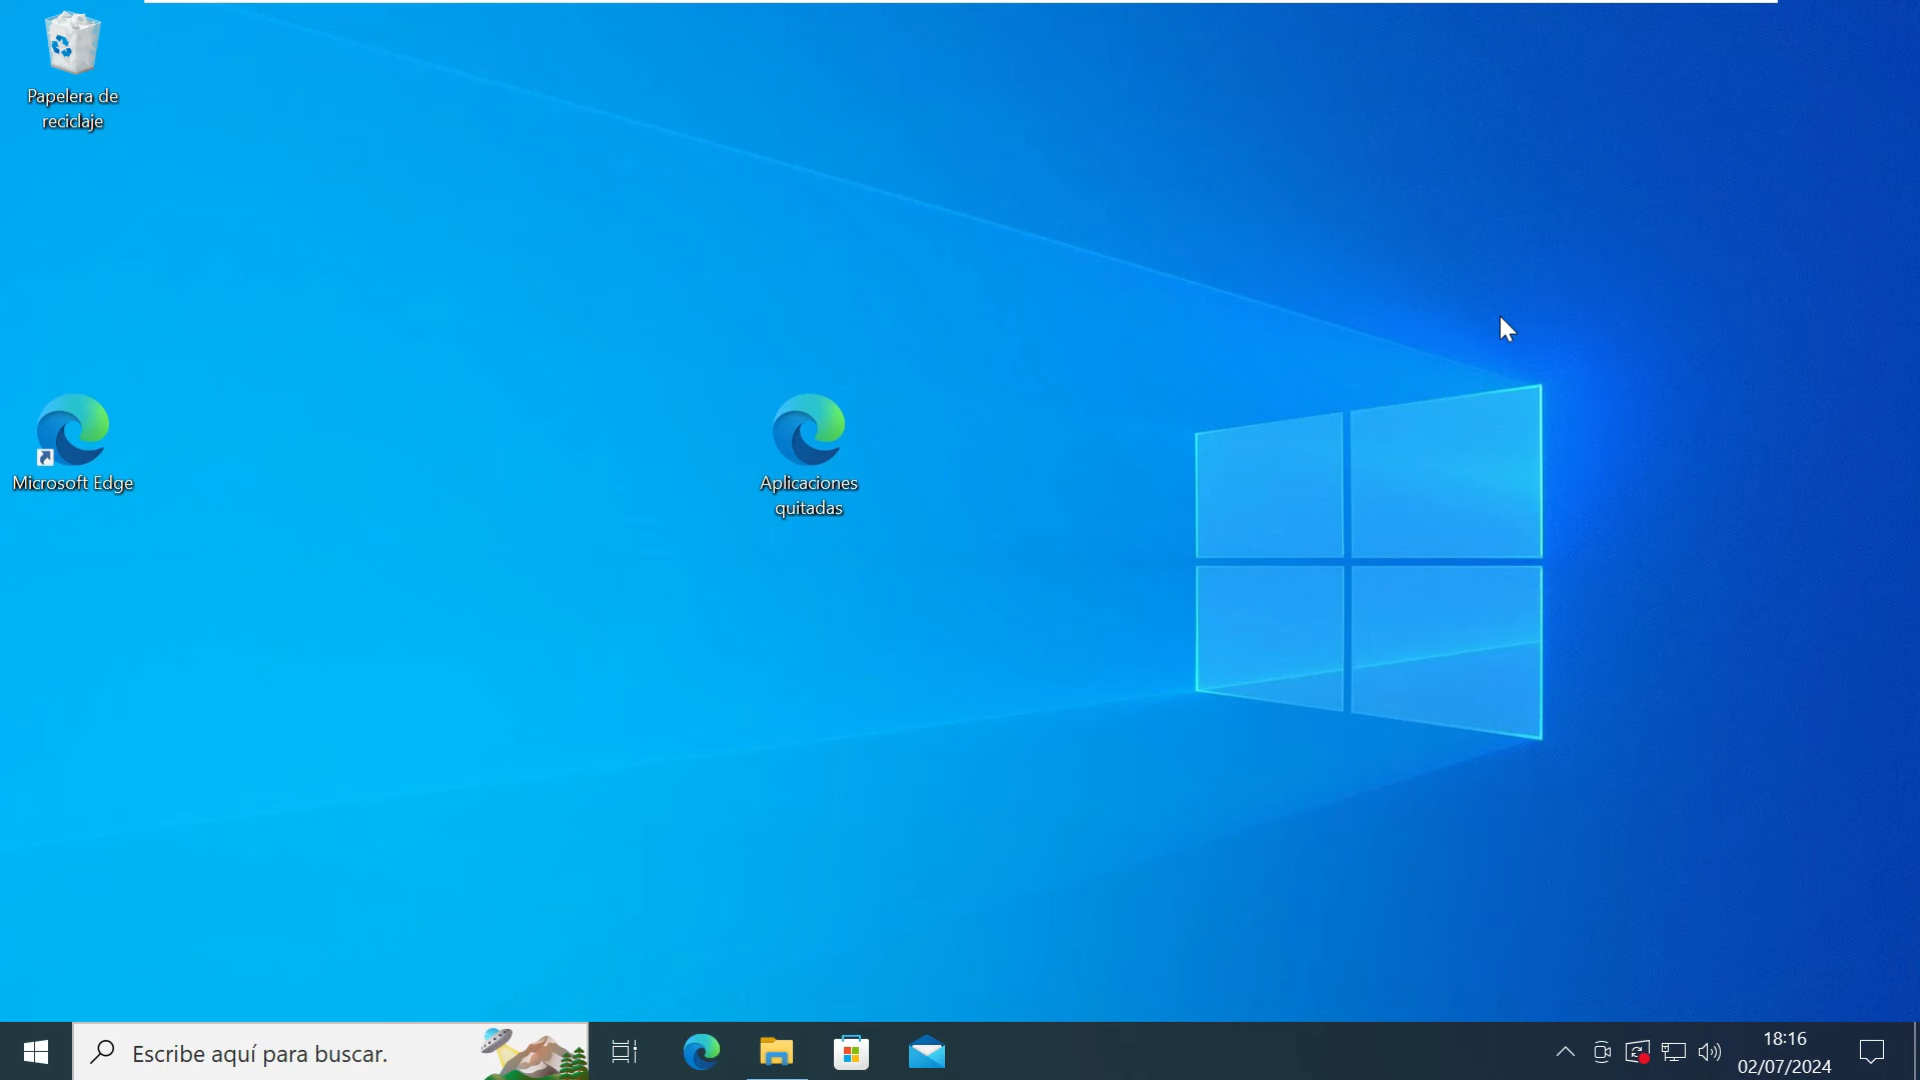 Papelera de
reciclaje
Microsoft Edge
Aplicaciones
quitadas
Escribe aquí para buscar.
18:16
02/07/2024